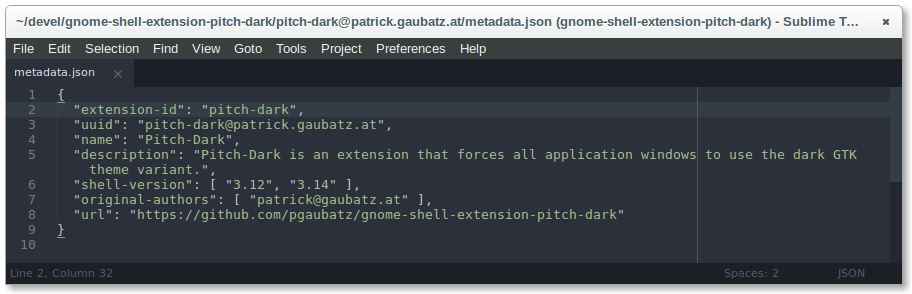 ~/devel/gnome-shell-extension-pitch-dark/pitch-dark@patrick.gaubatz.at/metadata.json (gnome-shell-extension-pitch-dark) - Sublime T... ×
File Edit Selection Find View Goto Tools Project Preferences Help
metadata.json ×
1 {
2 "extension-id": "pitch-dark",
3 "uuid": "pitch-dark@patrick.gaubatz.at",
4 "name": "Pitch-Dark",
5 "description": "Pitch-Dark is an extension that forces all application windows to use the dark GTK
theme variant.",
6 "shell-version": [ "3.12", "3.14" ],
7 "original-authors": [ "patrick@gaubatz.at" ],
8 "url": "https://github.com/pgaubatz/gnome-shell-extension-pitch-dark"
9 }
10
Line 2, Column 32 Spaces: 2 JSON